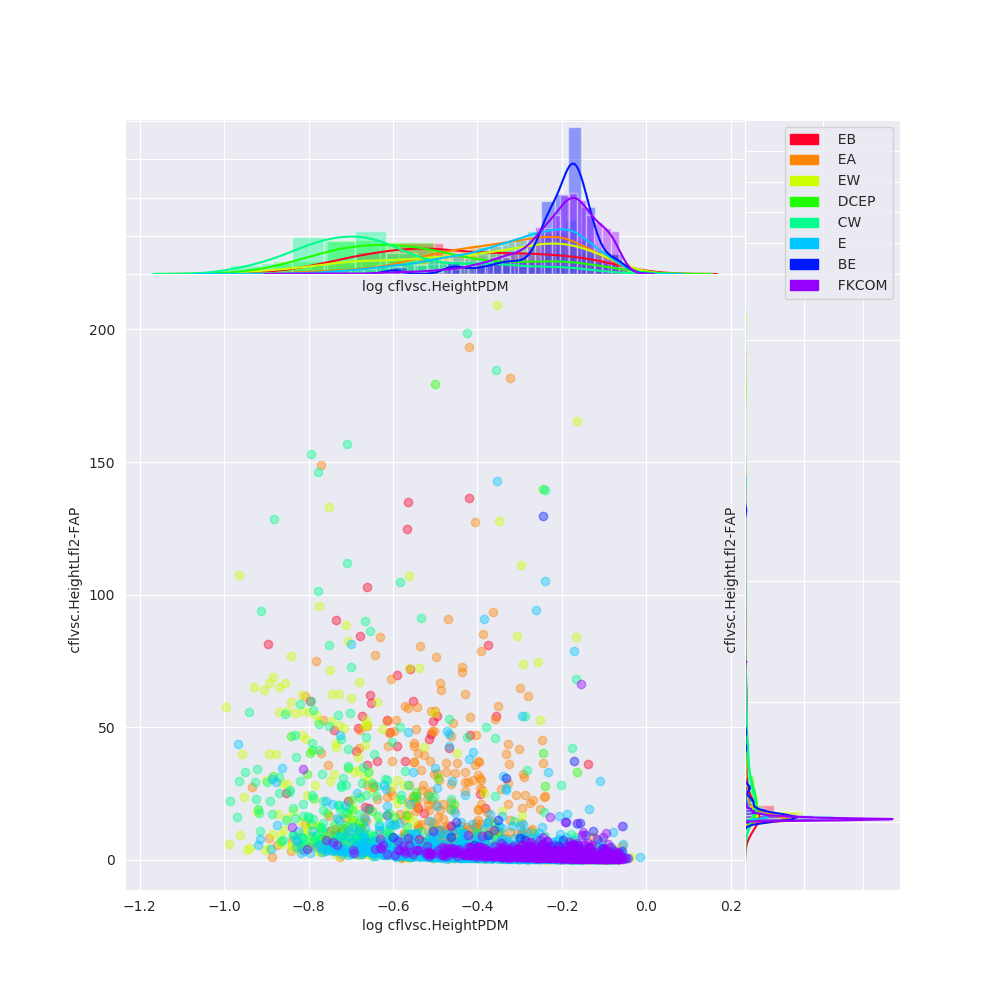 EB
EA
EW
DCEP
CW
E
BE
FKCOM
log cflvsc.HeightPDM
200
150
100
50
0
cflvsc.HeightLfl2-FAP
cflvsc.HeightLfl2-FAP
−1.2 −1.0 −0.8 −0.6 −0.4 −0.2 0.0 0.2
log cflvsc.HeightPDM